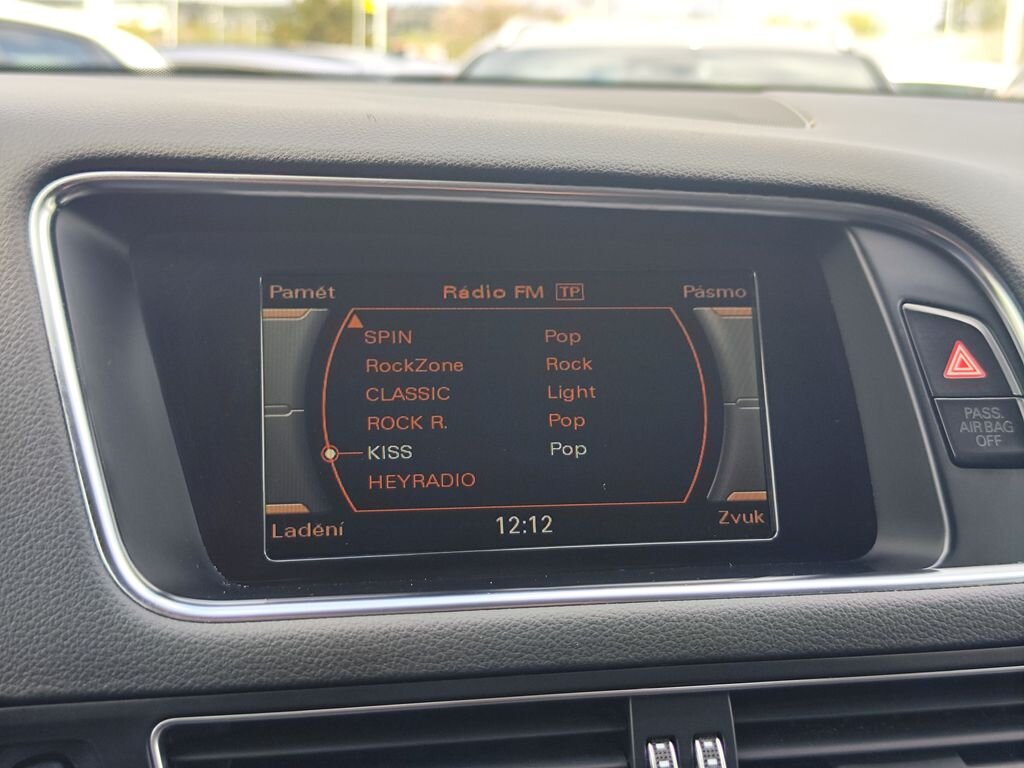 Pamět Rádio FM TP Pásmo
SPIN Pop
RockZone Rock
CLASSIC Light
ROCK R. Pop
KISS Pop
HEYRADIO
Ladění 12:12 Zvuk
PASS.
AIR BAG
OFF